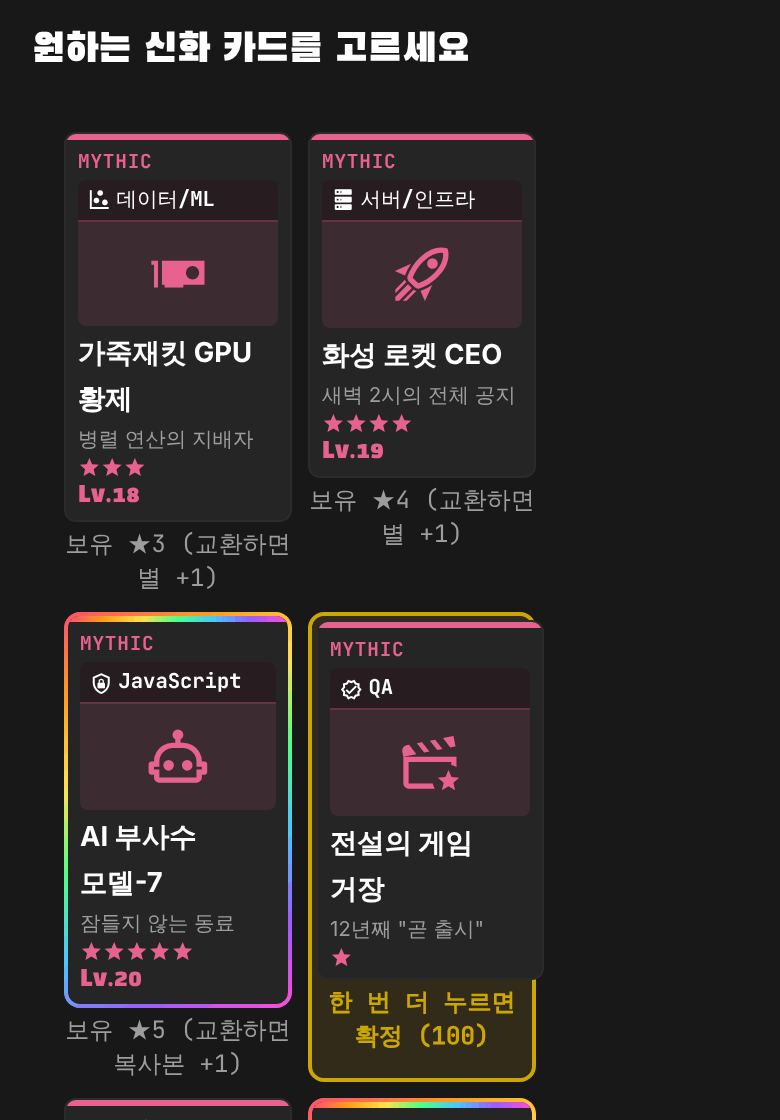 원하는 신화 카드를 고르세요
MYTHIC
데이터/ML
가죽재킷 GPU
황제
병렬 연산의 지배자
★★★
Lv.18
보유 ★3 (교환하면
별 +1)
MYTHIC
서버/인프라
화성 로켓 CEO
새벽 2시의 전체 공지
★★★★
Lv.19
보유 ★4 (교환하면
별 +1)
MYTHIC
JavaScript
AI 부사수
모델-7
잠들지 않는 동료
★★★★★
Lv.20
보유 ★5 (교환하면
복사본 +1)
MYTHIC
QA
전설의 게임
거장
12년째 "곧 출시"
★
한 번 더 누르면
확정 (100)